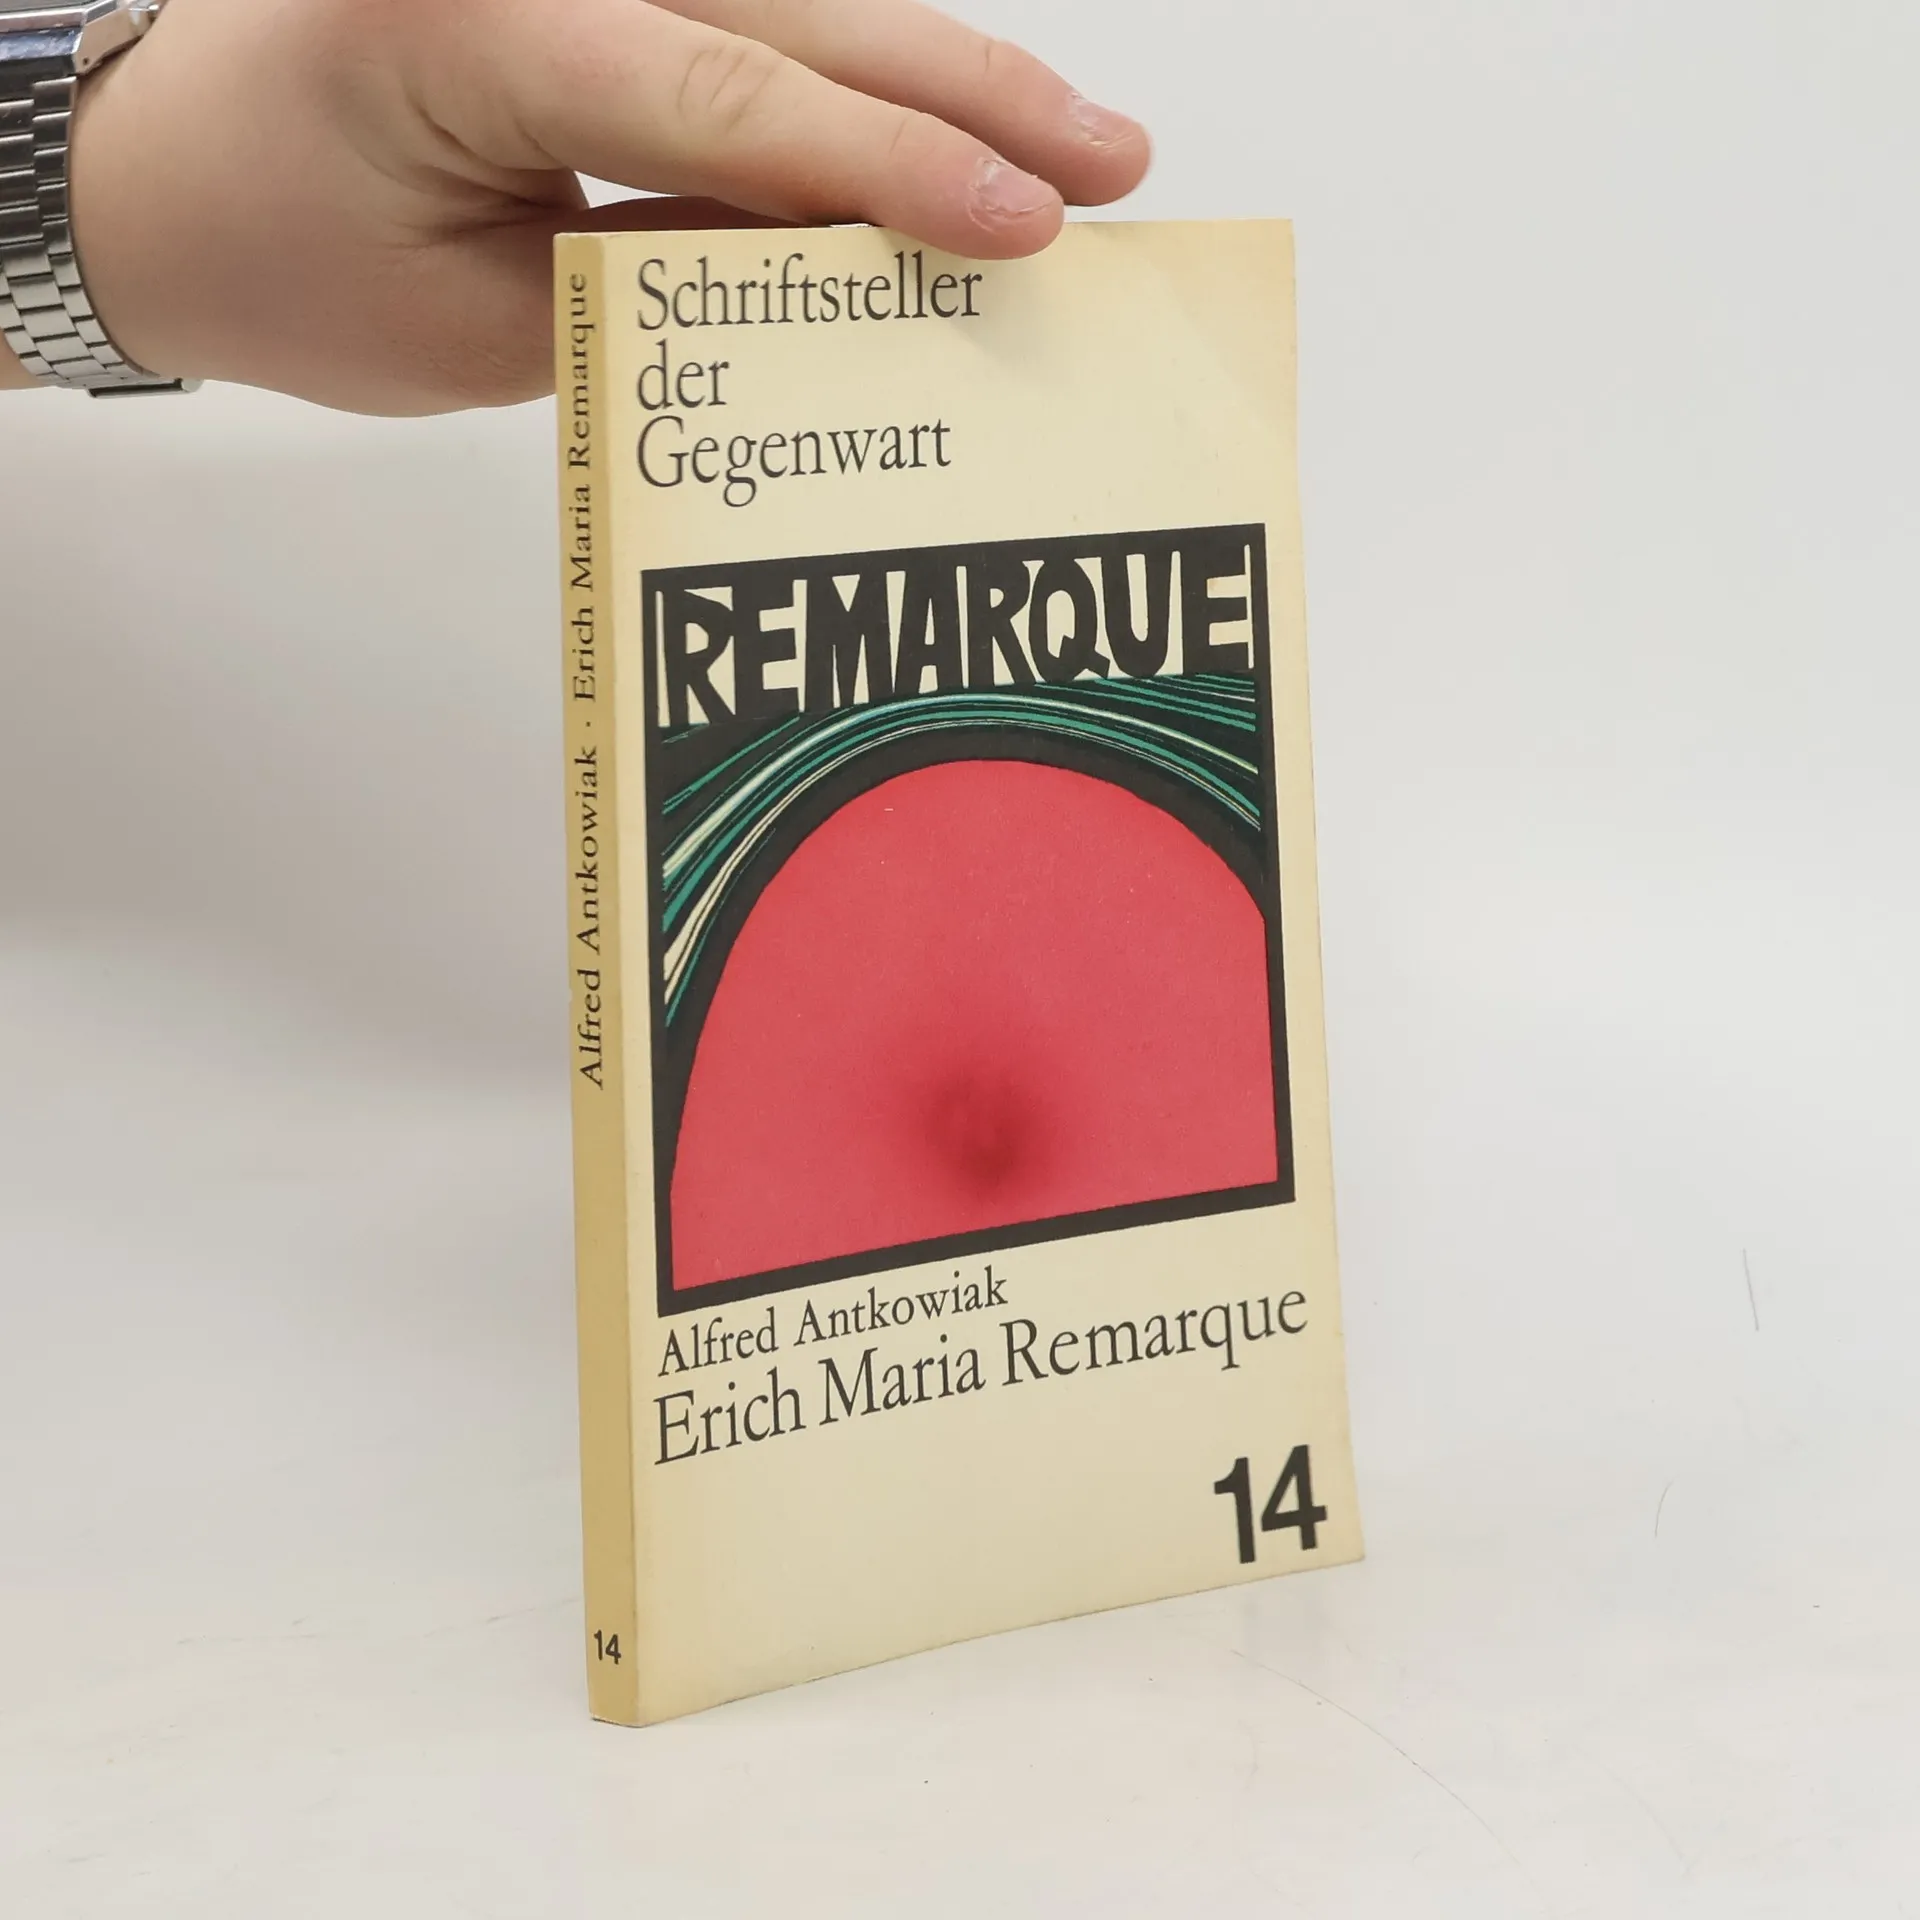 Schriftsteller
der
Gegenwart
REMARQUE
Alfred Antkowiak
Erich Maria Remarque
14
Alfred Antkowiak · Erich Maria Remarque
14